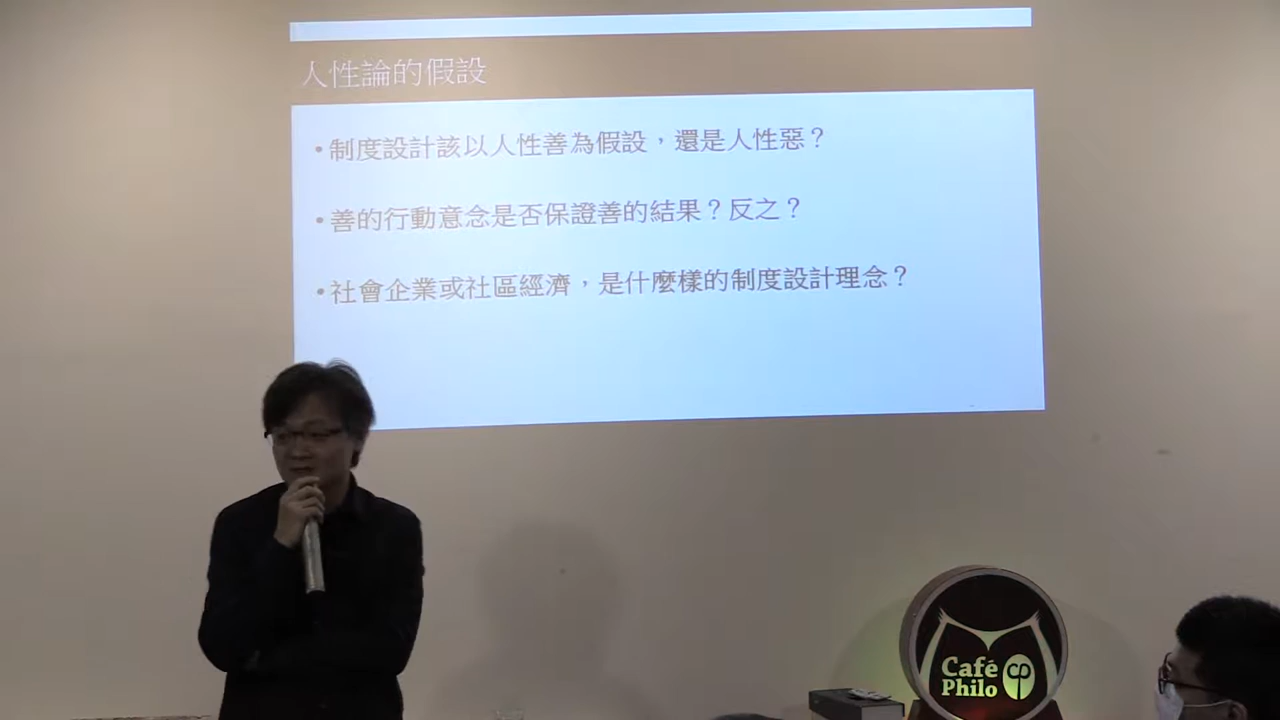 人性論的假設
•制度設計該以人性善為假設，還是人性惡？
•善的行動意念是否保證善的結果？反之？
•社會企業或社區經濟，是什麼樣的制度設計理念？
Café
Philo
cp